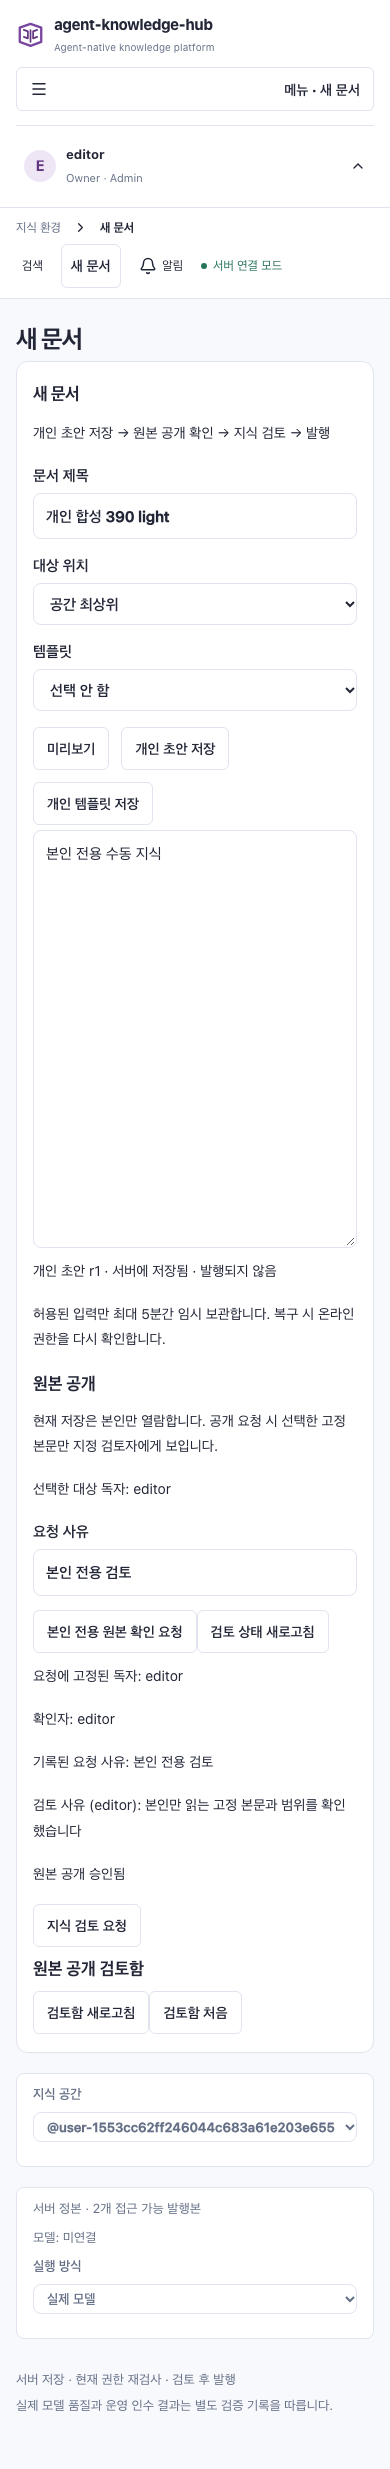 agent-knowledge-hub
Agent-native knowledge platform
메뉴 · 새 문서
E
editor
Owner · Admin
지식 환경 > 새 문서
검색 새 문서 알림 ● 서버 연결 모드
새 문서
새 문서
개인 초안 저장 → 원본 공개 확인 → 지식 검토 → 발행
문서 제목
개인 합성 390 light
대상 위치
공간 최상위
템플릿
선택 안 함
미리보기 개인 초안 저장
개인 템플릿 저장
본인 전용 수동 지식
개인 초안 r1 · 서버에 저장됨 · 발행되지 않음
허용된 입력만 최대 5분간 임시 보관합니다. 복구 시 온라인
권한을 다시 확인합니다.
원본 공개
현재 저장은 본인만 열람합니다. 공개 요청 시 선택한 고정
본문만 지정 검토자에게 보입니다.
선택한 대상 독자: editor
요청 사유
본인 전용 검토
본인 전용 원본 확인 요청 검토 상태 새로고침
요청에 고정된 독자: editor
확인자: editor
기록된 요청 사유: 본인 전용 검토
검토 사유 (editor): 본인만 읽는 고정 본문과 범위를 확인
했습니다
원본 공개 승인됨
지식 검토 요청
원본 공개 검토함
검토함 새로고침 검토함 처음
지식 공간
@user-1553cc62ff246044c683a61e203e655
서버 정본 · 2개 접근 가능 발행본
모델: 미연결
실행 방식
실제 모델
서버 저장 · 현재 권한 재검사 · 검토 후 발행
실제 모델 품질과 운영 인수 결과는 별도 검증 기록을 따릅니다.